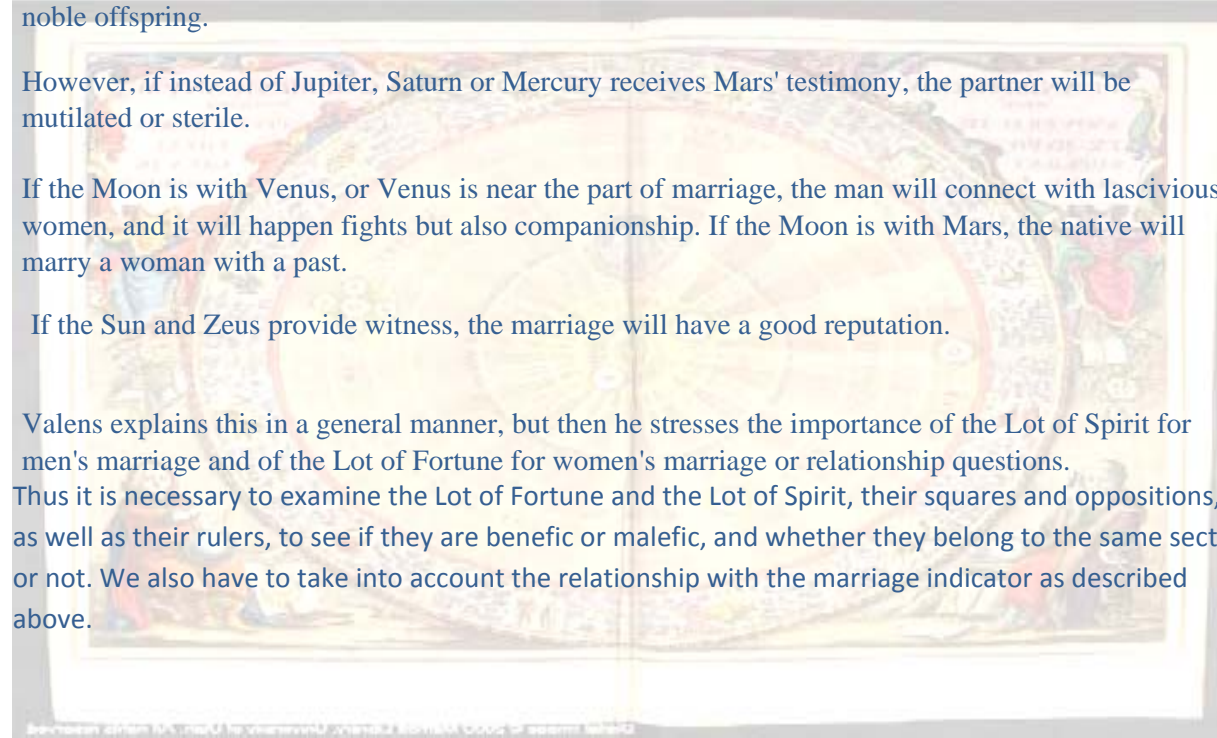 noble offspring.
However, if instead of Jupiter, Saturn or Mercury receives Mars' testimony, the partner will be
mutilated or sterile.
If the Moon is with Venus, or Venus is near the part of marriage, the man will connect with lascivious
women, and it will happen fights but also companionship. If the Moon is with Mars, the native will
marry a woman with a past.
If the Sun and Zeus provide witness, the marriage will have a good reputation.
Valens explains this in a general manner, but then he stresses the importance of the Lot of Spirit for
men's marriage and of the Lot of Fortune for women's marriage or relationship questions.
Thus it is necessary to examine the Lot of Fortune and the Lot of Spirit, their squares and oppositions,
as well as their rulers, to see if they are benefic or malefic, and whether they belong to the same sect
or not. We also have to take into account the relationship with the marriage indicator as described
above.